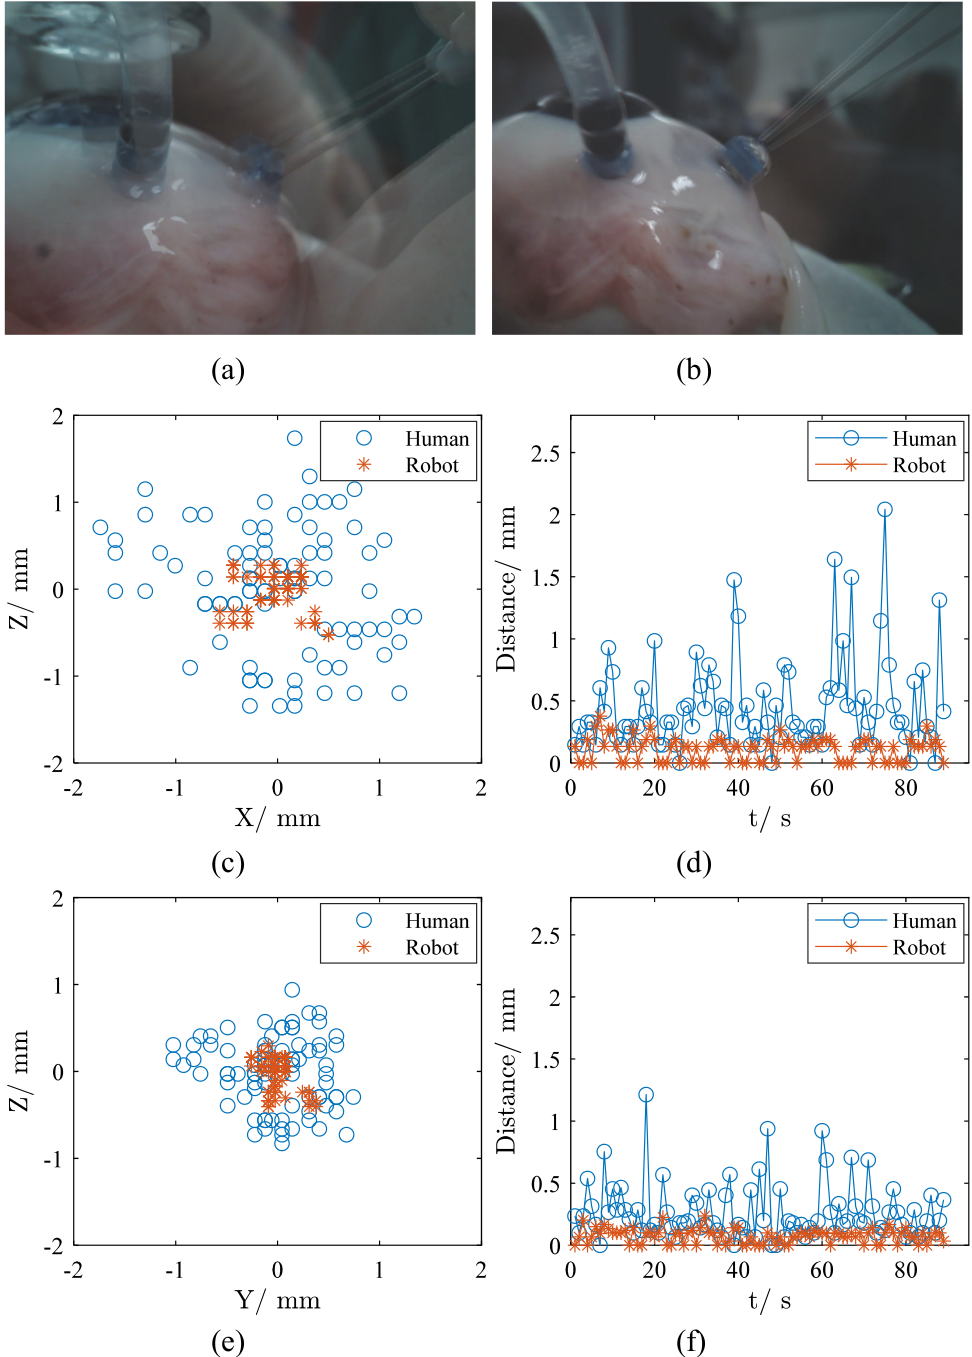 (a)
(b)
2
1
0
-1
-2
Z/ mm
-2
-1
0
1
2
X/ mm
Human
Robot
(c)
2.5
2
1.5
1
0.5
0
Distance/ mm
0
20
40
60
80
t/ s
Human
Robot
(d)
2
1
0
-1
-2
Z/ mm
-2
-1
0
1
2
Y/ mm
Human
Robot
(e)
2.5
2
1.5
1
0.5
0
Distance/ mm
0
20
40
60
80
t/ s
Human
Robot
(f)